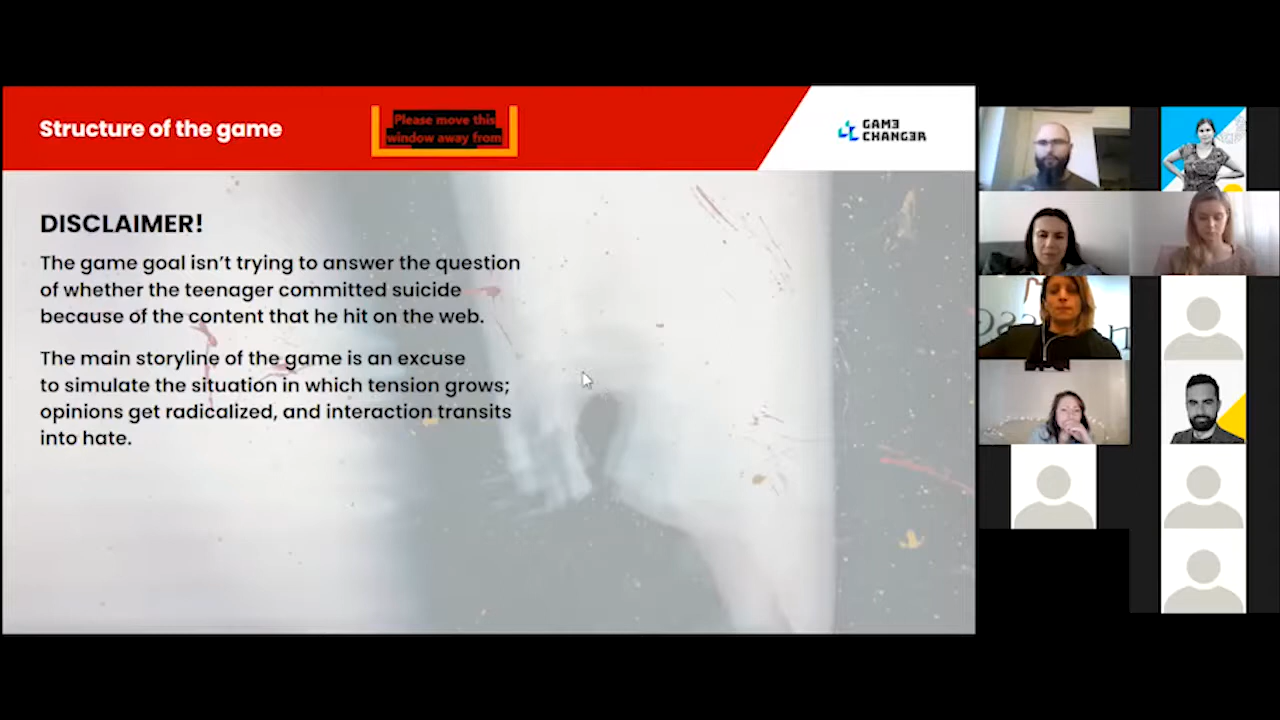 Structure of the game
Please move this
window away from
GAM3
CHANG3R
DISCLAIMER!
The game goal isn't trying to answer the question
of whether the teenager committed suicide
because of the content that he hit on the web.
The main storyline of the game is an excuse
to simulate the situation in which tension grows;
opinions get radicalized, and interaction transits
into hate.